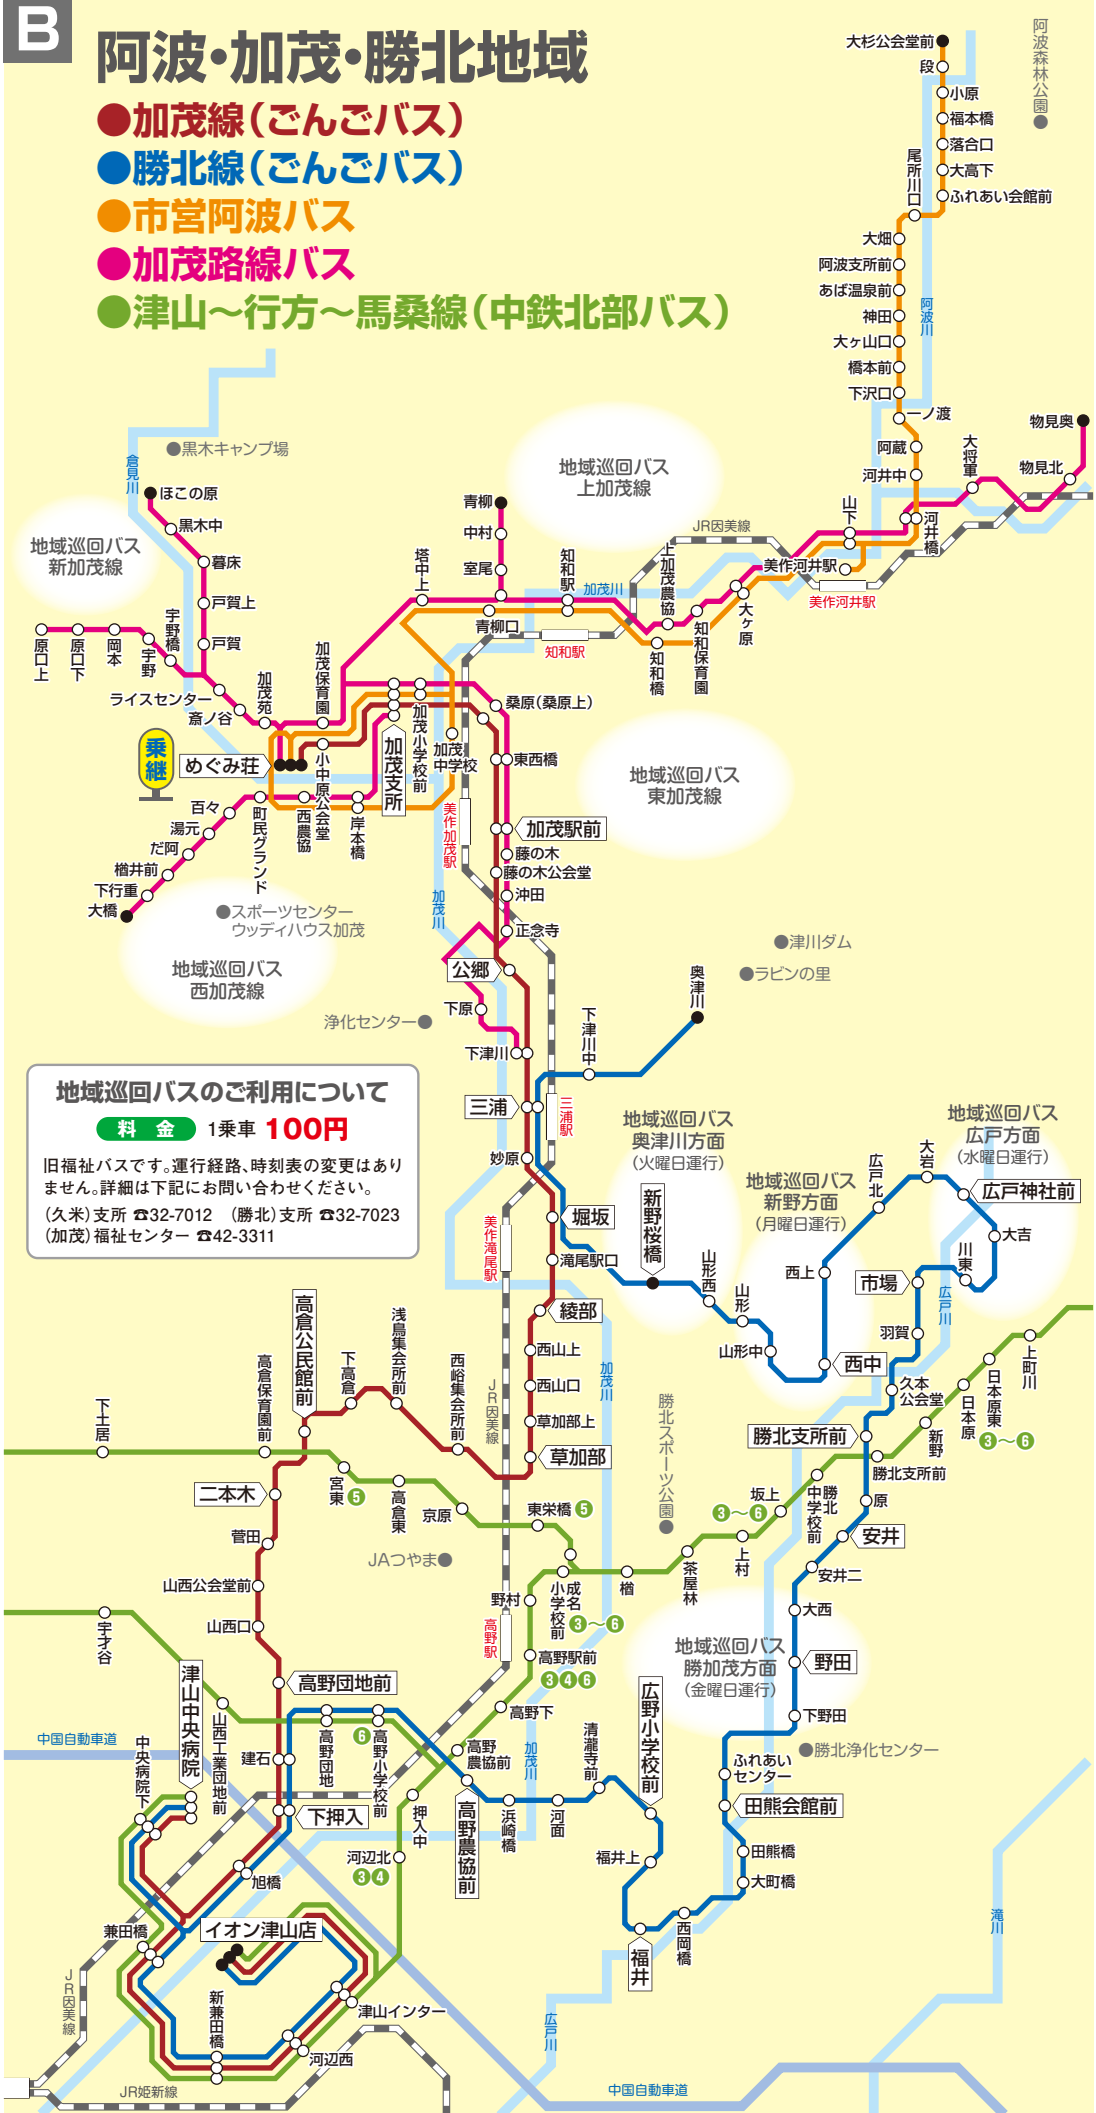 B
阿波・加茂・勝北地域
●加茂線（ごんごバス）
●勝北線（ごんごバス）
●市営阿波バス
●加茂路線バス
●津山～行方～馬桑線（中鉄北部バス）
大杉公会堂前
段
小原
福本橋
落合口
大高下
ふれあい会館前
尾所川口
大畑
阿波支所前
あば温泉前
神田
大ヶ山口
橋本前
下沢口
一ノ渡
阿蔵
河井中
阿波川
阿波森林公園●
物見奥
物見北
大将軍
河井橋
山下
美作河井駅
美作河井駅
JR因美線
●黒木キャンプ場
倉見川
地域巡回バス
新加茂線
地域巡回バス
上加茂線
ほこの原
黒木中
暮床
戸賀上
戸賀
宇野橋
宇野
岡本
原口下
原口上
ライスセンター
斎ノ谷
加茂苑
加茂保育園
乗継
めぐみ荘
小中原公会堂
西農協
岸本橋
町民グランド
百々
湯元
だ阿
楢井前
下行重
大橋
青柳
中村
室尾
塔中上
青柳口
知和駅
知和駅
加茂川
上加茂農協
知和橋
知和保育園
大ヶ原
加茂支所
加茂小学校前
加茂
中学校
桑原（桑原上）
東西橋
加茂駅前
藤の木
藤の木公会堂
沖田
正念寺
美作加茂駅
加茂川
地域巡回バス
東加茂線
●スポーツセンター
ウッディハウス加茂
地域巡回バス
西加茂線
公郷
下原
下津川
浄化センター●
●津川ダム
●ラビンの里
奥津川
下津川中
三浦
三浦駅
妙原
堀坂
滝尾駅口
美作滝尾駅
綾部
西山上
西山口
草加部上
草加部
JR因美線
加茂川
地域巡回バスのご利用について
料 金 1乗車 100円
旧福祉バスです。運行経路、時刻表の変更はあり
ません。詳細は下記にお問い合わせください。
（久米）支所 ☎32-7012 （勝北）支所 ☎32-7023
（加茂）福祉センター ☎42-3311
地域巡回バス
奥津川方面
（火曜日運行）
地域巡回バス
新野方面
（月曜日運行）
地域巡回バス
広戸方面
（水曜日運行）
新野桜橋
山形西
山形
山形中
西上
西中
広戸北
大岩
広戸神社前
大吉
川東
市場
羽賀
広戸川
久本
公会堂
勝北支所前
勝北支所前
新野
日本原
日本原東
③～⑥
上町川
高倉公民館前
下高倉
浅鳥集会所前
西峪集会所前
高倉保育園前
下土居
二本木
菅田
山西公会堂前
山西口
宮東⑤
高倉東
京原
東栄橋⑤
JAつやま●
勝北スポーツ公園●
成名
小学校前
③～⑥
楢
茶屋林
上村
坂上
③～⑥
勝北
中学校前
原
安井
安井二
大西
野田
下野田
地域巡回バス
勝加茂方面
（金曜日運行）
●勝北浄化センター
ふれあい
センター
田熊会館前
田熊橋
大町橋
西岡橋
福井
福井上
広野小学校前
清瀧寺前
河面
浜崎橋
高野農協前
高野
農協前
高野下
高野駅前
③④⑥
野村
高野駅
加茂川
宇才谷
高野団地前
津山中央病院
中央病院下
山西工業団地前
中国自動車道
建石
高野団地
⑥高野小学校前
下押入
押入中
河辺北
③④
旭橋
兼田橋
イオン津山店
新兼田橋
津山インター
河辺西
JR因美線
JR姫新線
広戸川
滝川
中国自動車道